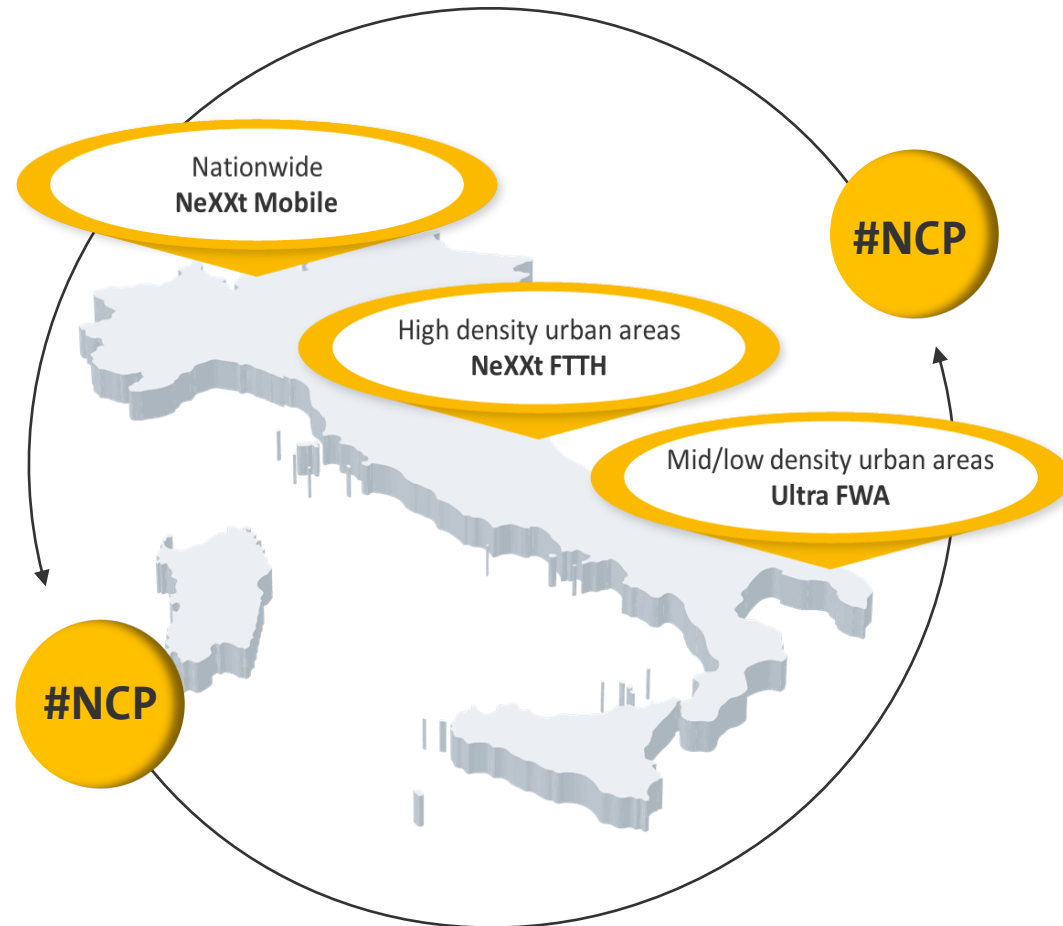 Nationwide
NeXXt Mobile
#NCP
High density urban areas
NeXXt FTTH
Mid/low density urban areas
Ultra FWA
#NCP